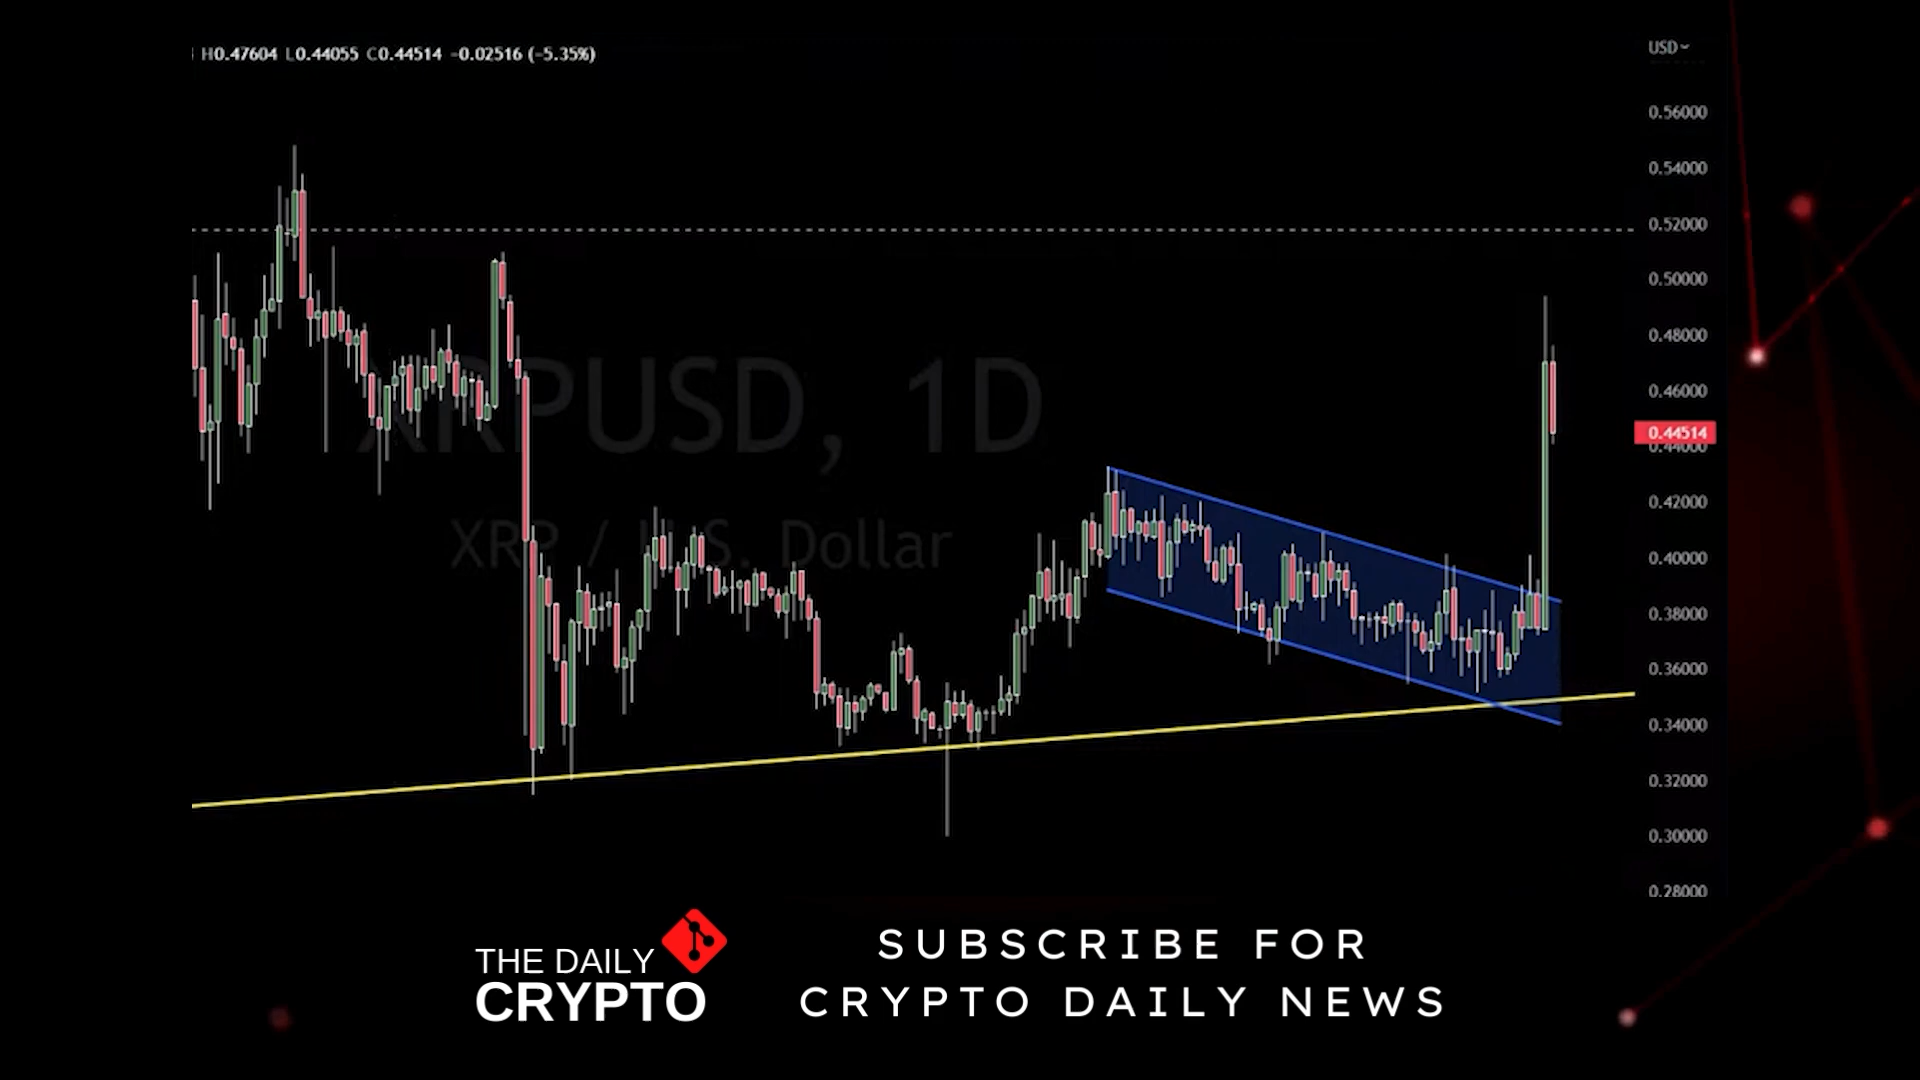 H0.47604 L0.44055 C0.44514 -0.02516 (-5.35%)
USD
0.56000
0.54000
0.52000
0.50000
0.48000
0.46000
0.44514
0.44000
0.42000
0.40000
0.38000
0.36000
0.34000
0.32000
0.30000
0.28000
XRPUSD, 1D
XRP / U.S. Dollar
THE DAILY
CRYPTO
SUBSCRIBE FOR
CRYPTO DAILY NEWS